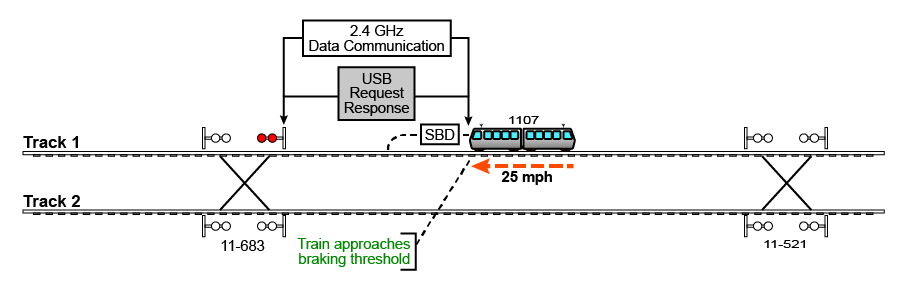 2.4 GHz
Data Communication
USB
Request
Response
1107
SBD
Track 1
25 mph
Track 2
11-683
Train approaches
braking threshold
11-521